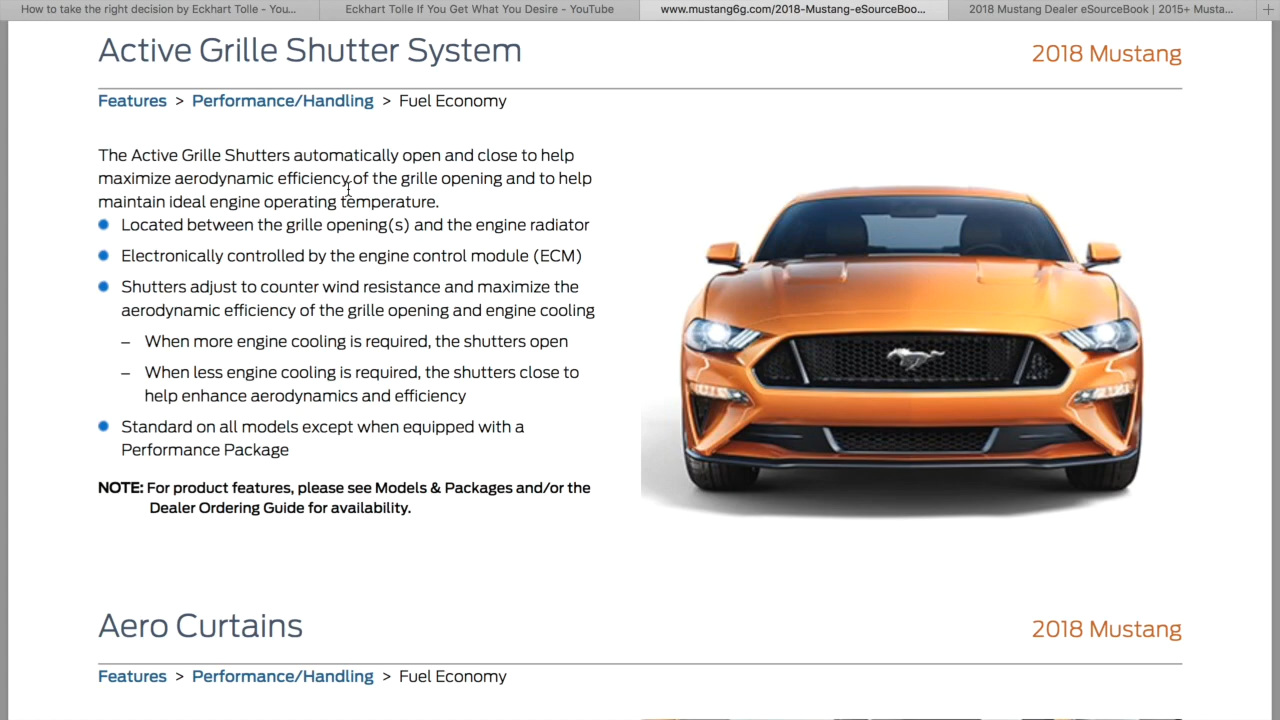 How to take the right decision by Eckhart Tolle - You...
Eckhart Tolle If You Get What You Desire - YouTube
www.mustang6g.com/2018-Mustang-eSourceBoo...
2018 Mustang Dealer eSourceBook | 2015+ Musta...
Active Grille Shutter System
2018 Mustang
Features > Performance/Handling > Fuel Economy
The Active Grille Shutters automatically open and close to help
maximize aerodynamic efficiency of the grille opening and to help
maintain ideal engine operating temperature.
Located between the grille opening(s) and the engine radiator
Electronically controlled by the engine control module (ECM)
Shutters adjust to counter wind resistance and maximize the
aerodynamic efficiency of the grille opening and engine cooling
– When more engine cooling is required, the shutters open
– When less engine cooling is required, the shutters close to
help enhance aerodynamics and efficiency
Standard on all models except when equipped with a
Performance Package
NOTE: For product features, please see Models & Packages and/or the
Dealer Ordering Guide for availability.
Aero Curtains
2018 Mustang
Features > Performance/Handling > Fuel Economy